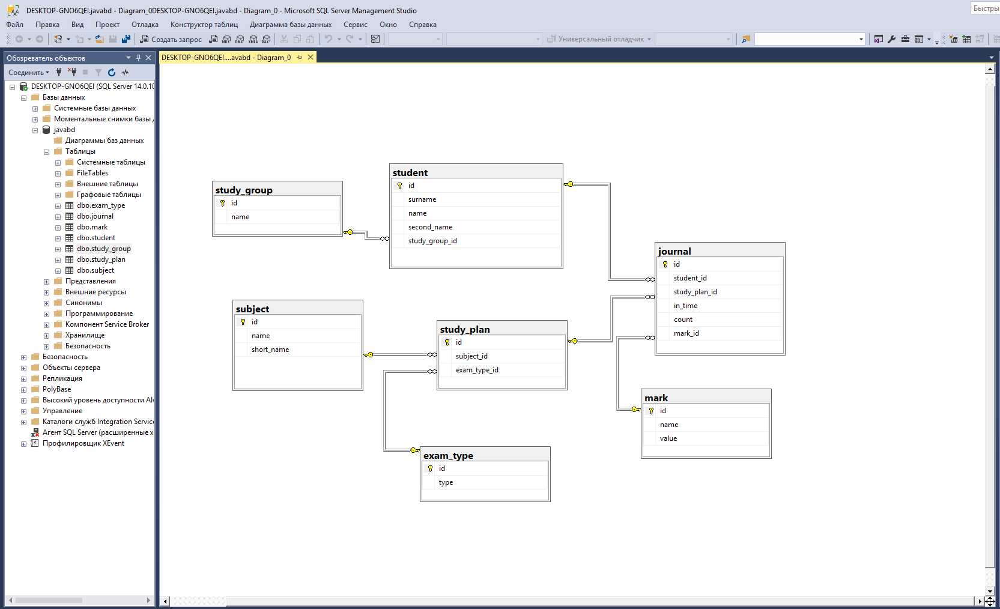 DESKTOP-GNO6QEI.javabd - Diagram_0DESKTOP-GNO6QEI.javabd - Diagram_0 - Microsoft SQL Server Management Studio
Быстры
Файл Правка Вид Проект Отладка Конструктор таблиц Диаграмма базы данных Сервис Окно Справка
Создать запрос MDX DMX XMLA DAX Универсальный отладчик
Обозреватель объектов
Соединить
DESKTOP-GNO6QEI (SQL Server 14.0.10
Базы данных
Системные базы данных
Моментальные снимки базы д
javabd
Диаграммы баз данных
Таблицы
Системные таблицы
FileTables
Внешние таблицы
Графовые таблицы
dbo.exam_type
dbo.journal
dbo.mark
dbo.student
dbo.study_group
dbo.study_plan
dbo.subject
Представления
Внешние ресурсы
Синонимы
Программирование
Компонент Service Broker
Хранилище
Безопасность
Безопасность
Объекты сервера
Репликация
PolyBase
Высокий уровень доступности Al
Управление
Каталоги служб Integration Servic
Агент SQL Server (расширенные х
Профилировщик XEvent
DESKTOP-GNO6QEI....avabd - Diagram_0
study_group
id
name
student
id
surname
name
second_name
study_group_id
journal
id
student_id
study_plan_id
in_time
count
mark_id
subject
id
name
short_name
study_plan
id
subject_id
exam_type_id
mark
id
name
value
exam_type
id
type